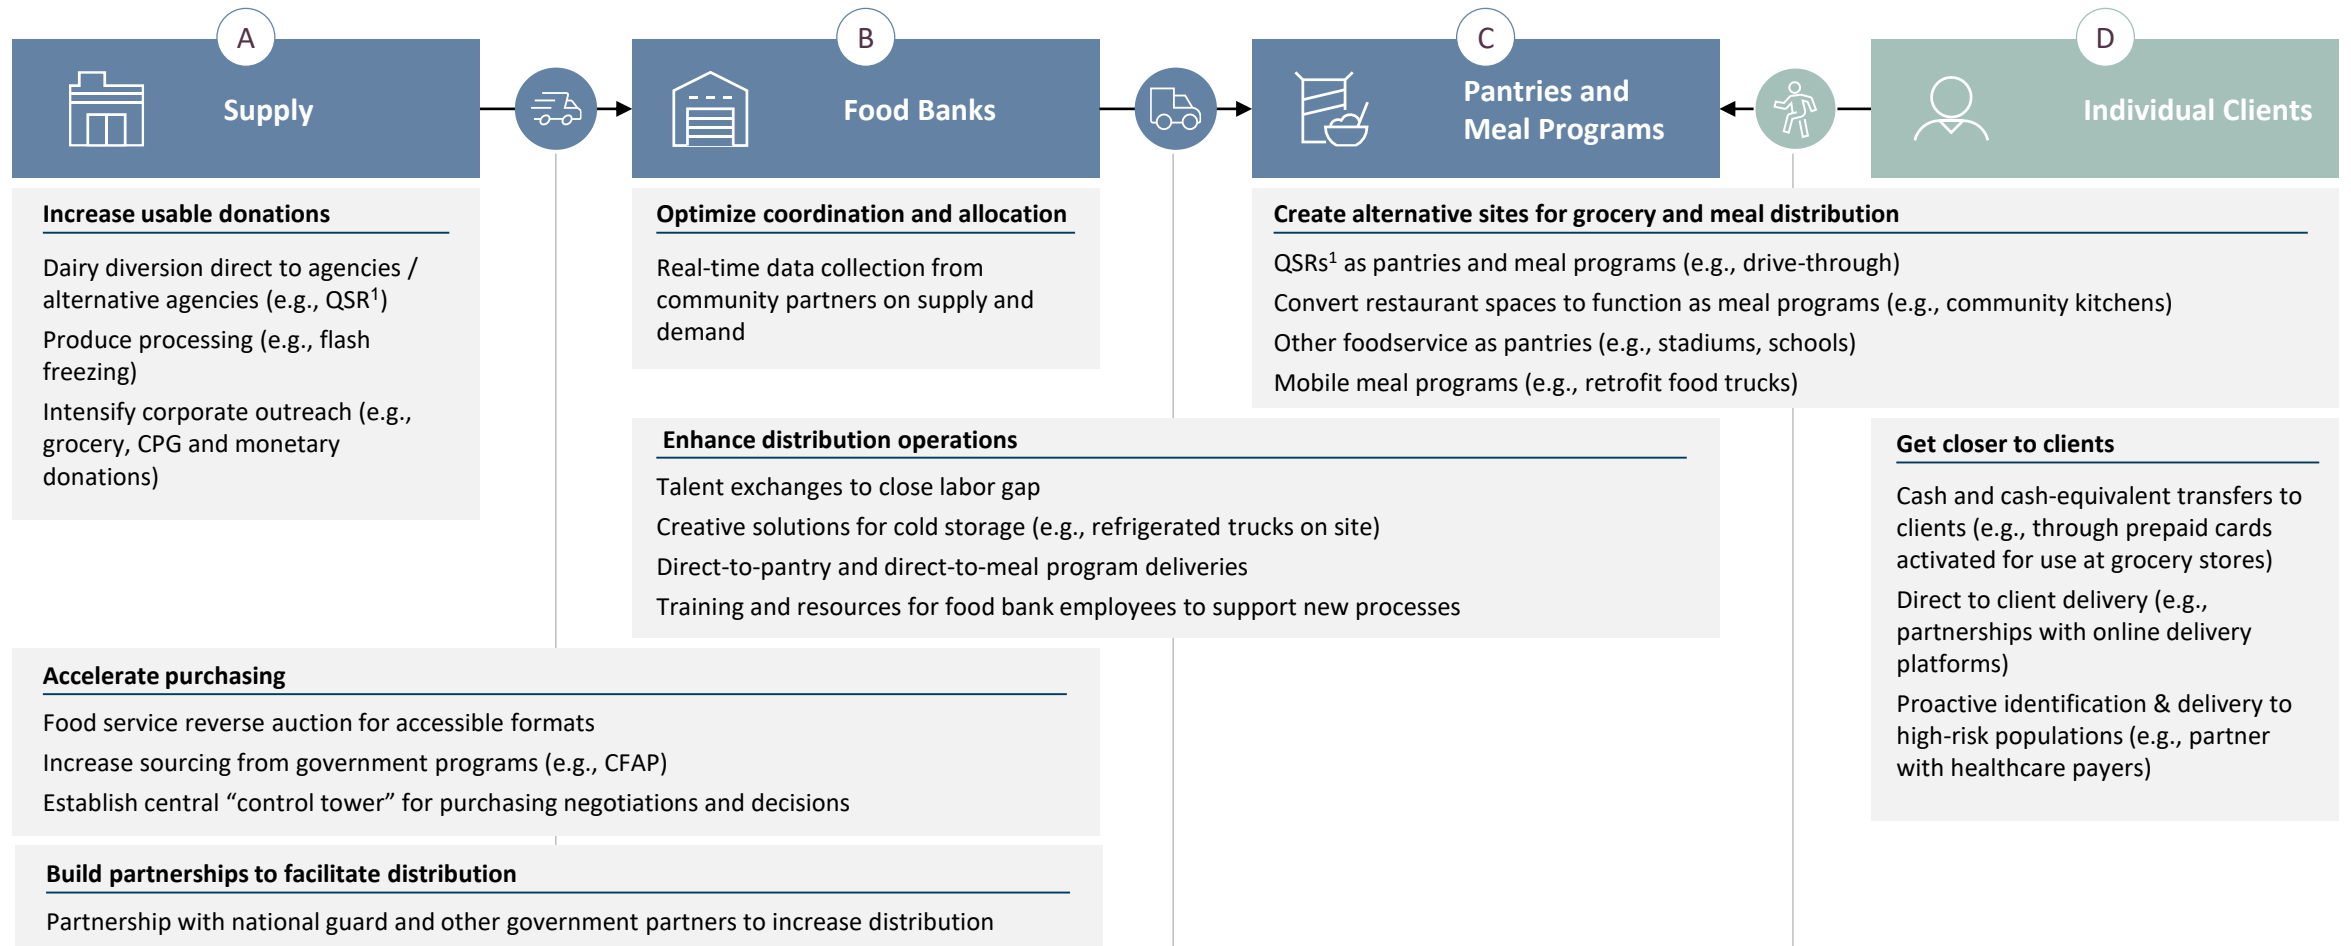 A
B
C
D
Supply
Food Banks
Pantries and
Meal Programs
Individual Clients
Increase usable donations
Dairy diversion direct to agencies /
alternative agencies (e.g., QSR¹)
Produce processing (e.g., flash
freezing)
Intensify corporate outreach (e.g.,
grocery, CPG and monetary
donations)
Optimize coordination and allocation
Real-time data collection from
community partners on supply and
demand
Create alternative sites for grocery and meal distribution
QSRs¹ as pantries and meal programs (e.g., drive-through)
Convert restaurant spaces to function as meal programs (e.g., community kitchens)
Other foodservice as pantries (e.g., stadiums, schools)
Mobile meal programs (e.g., retrofit food trucks)
Enhance distribution operations
Talent exchanges to close labor gap
Creative solutions for cold storage (e.g., refrigerated trucks on site)
Direct-to-pantry and direct-to-meal program deliveries
Training and resources for food bank employees to support new processes
Get closer to clients
Cash and cash-equivalent transfers to
clients (e.g., through prepaid cards
activated for use at grocery stores)
Direct to client delivery (e.g.,
partnerships with online delivery
platforms)
Proactive identification & delivery to
high-risk populations (e.g., partner
with healthcare payers)
Accelerate purchasing
Food service reverse auction for accessible formats
Increase sourcing from government programs (e.g., CFAP)
Establish central “control tower” for purchasing negotiations and decisions
Build partnerships to facilitate distribution
Partnership with national guard and other government partners to increase distribution